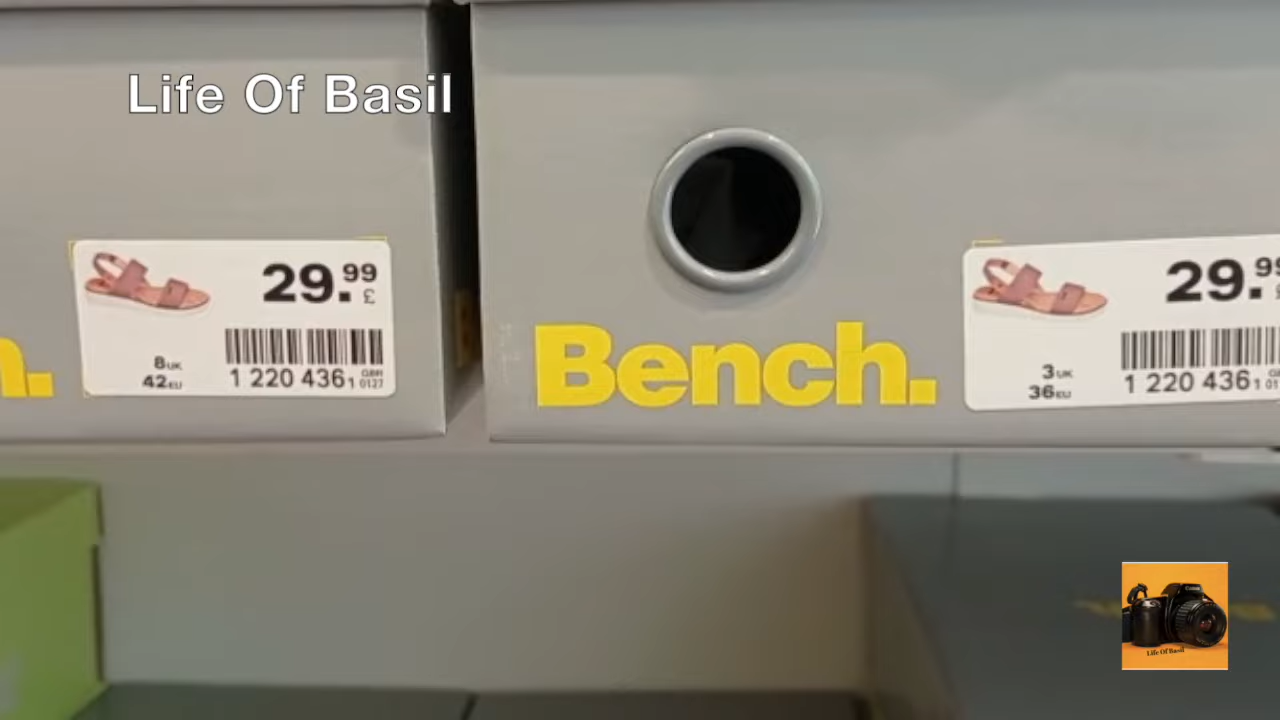 Life Of Basil
29.99
£
8UK
42EU
1 220 436 1
GBR
0127
Bench.
29.99
3UK
36EU
1 220 436 1
Life Of Basil